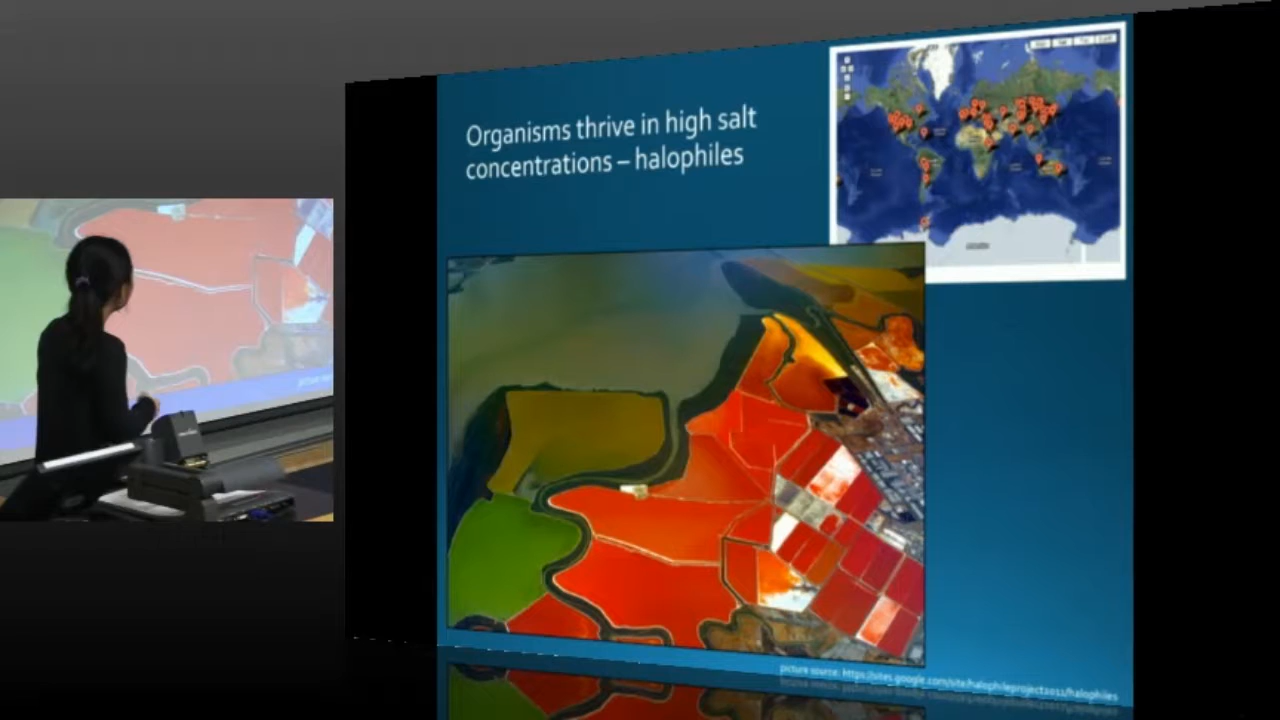 Organisms thrive in high salt
concentrations – halophiles
picture source: https://sites.google.com/site/halophileproject2011/halophiles